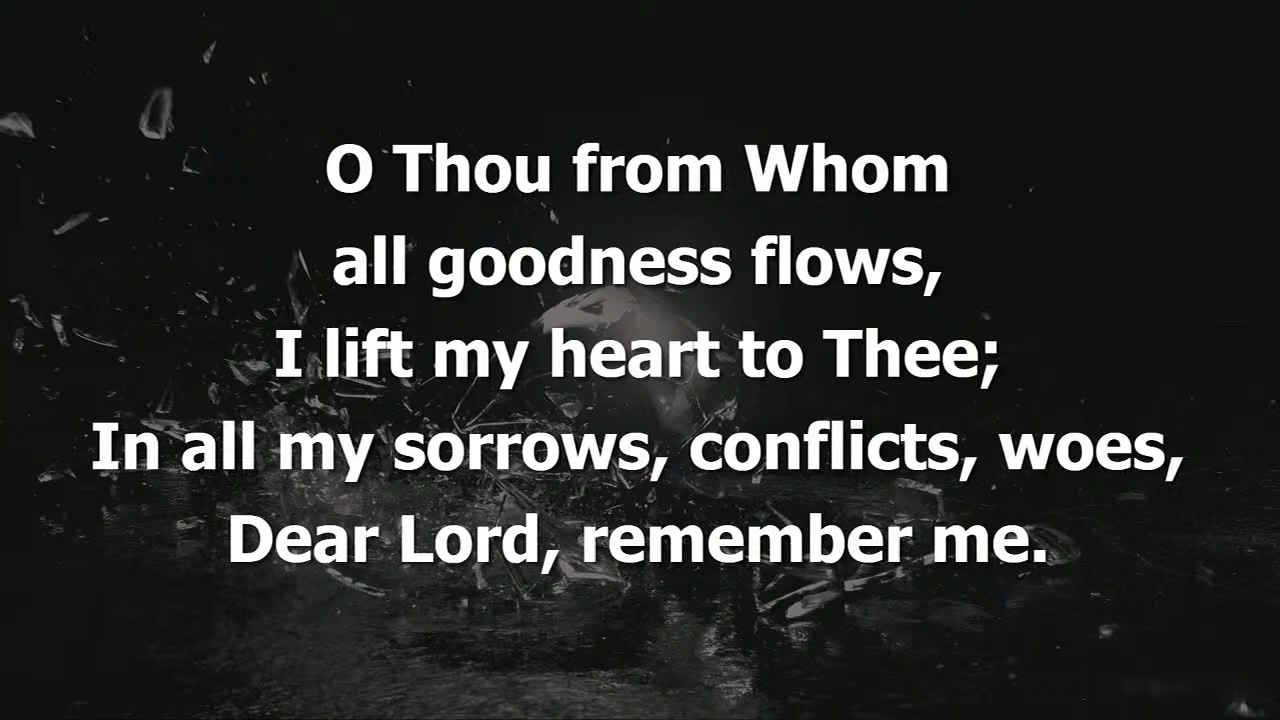 O Thou from Whom
all goodness flows,
I lift my heart to Thee;
In all my sorrows, conflicts, woes,
Dear Lord, remember me.